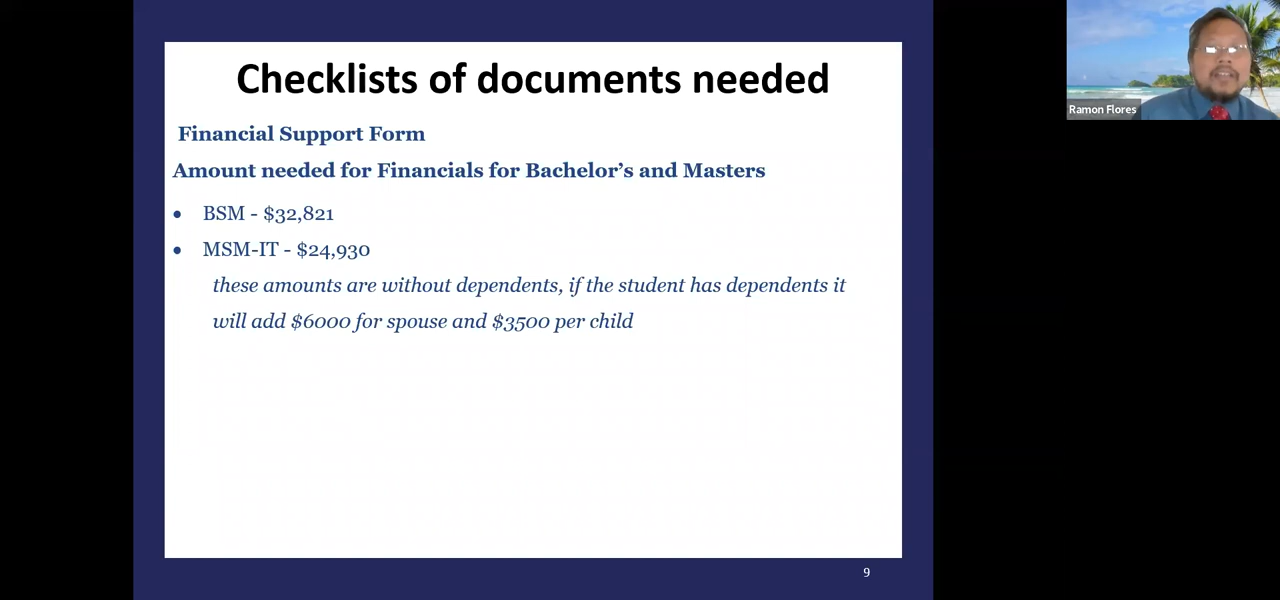 Checklists of documents needed
Financial Support Form
Amount needed for Financials for Bachelor’s and Masters
• BSM - $32,821
• MSM-IT - $24,930
these amounts are without dependents, if the student has dependents it
will add $6000 for spouse and $3500 per child
9
Ramon Flores